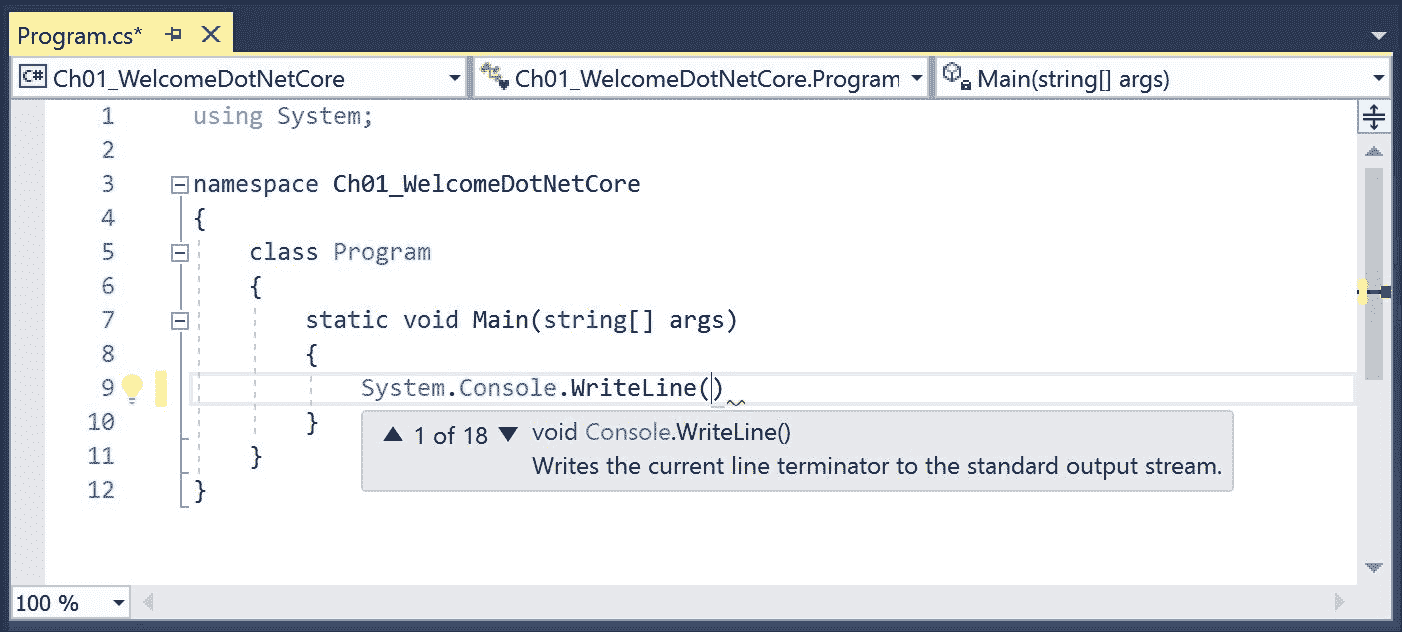 Program.cs*
C# Ch01_WelcomeDotNetCore Ch01_WelcomeDotNetCore.Program Main(string[] args)
1 using System;
2
3 namespace Ch01_WelcomeDotNetCore
4 {
5 class Program
6 {
7 static void Main(string[] args)
8 {
9 System.Console.WriteLine()
10 }
1 of 18 void Console.WriteLine()
Writes the current line terminator to the standard output stream.
11 }
12 }
100 %